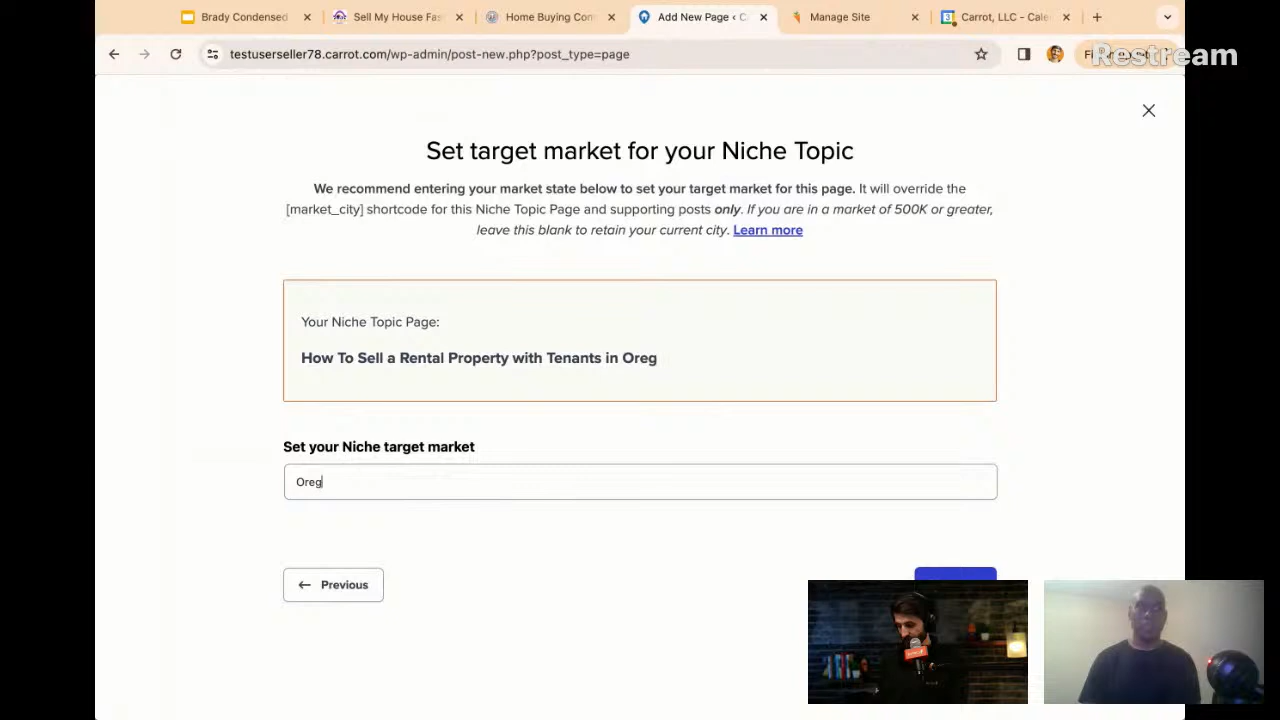 Brady Condensed
Sell My House Fas
Home Buying Con
Add New Page ‹ C
Manage Site
Carrot, LLC - Cale
testuserseller78.carrot.com/wp-admin/post-new.php?post_type=page
Restream
Set target market for your Niche Topic
We recommend entering your market state below to set your target market for this page. It will override the
[market_city] shortcode for this Niche Topic Page and supporting posts only. If you are in a market of 500K or greater,
leave this blank to retain your current city. Learn more
Your Niche Topic Page:
How To Sell a Rental Property with Tenants in Oreg
Set your Niche target market
Oreg
← Previous